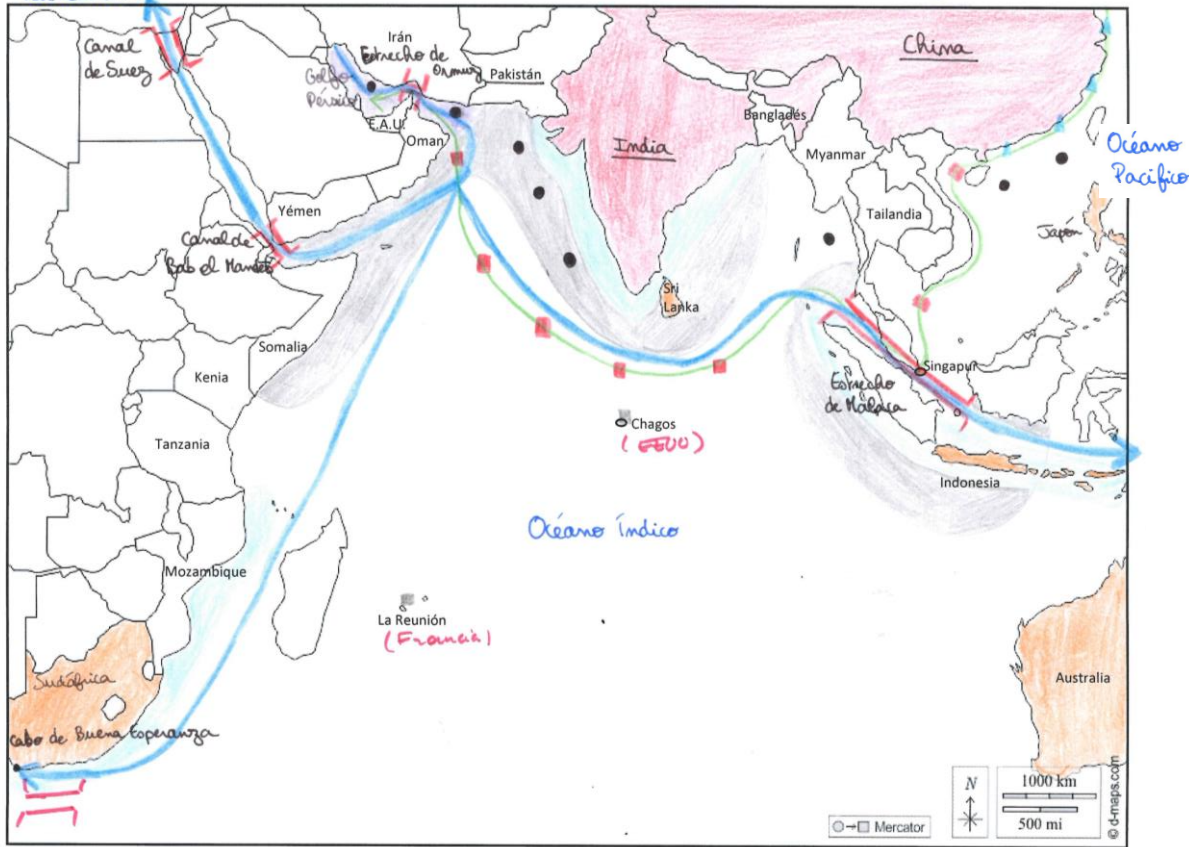 Canal
de Suez
Irán
Estrecho de
Ormuz
Golfo
Pérsico
Pakistán
China
E.A.U.
Oman
India
Bangladés
Myanmar
Océano
Pacífico
Tailandia
Japón
Yémen
Canal de
Bab el Mandeb
Sri
Lanka
Somalia
Kenia
Singapur
Estrecho
de Malaca
Chagos
(EEUU)
Tanzania
Indonesia
Océano Índico
Mozambique
La Reunión
(Francia)
Sudáfrica
Australia
Cabo de Buena Esperanza
N
1000 km
500 mi
Mercator
© d-maps.com